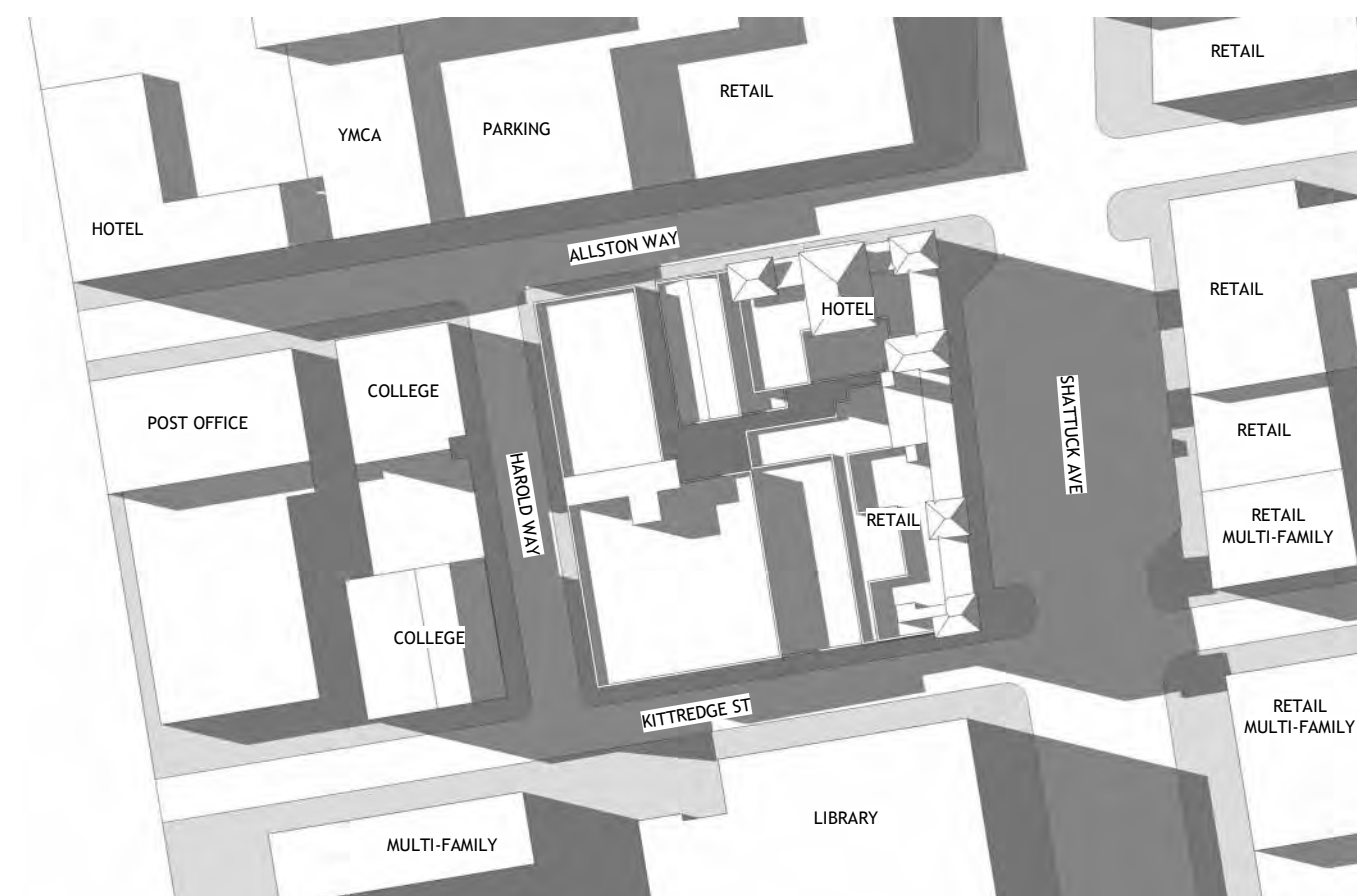 RETAIL
RETAIL
PARKING
YMCA
HOTEL
ALLSTON WAY
RETAIL
HOTEL
COLLEGE
SHATTUCK AVE
POST OFFICE
RETAIL
HAROLD WAY
RETAIL
RETAIL
MULTI-FAMILY
COLLEGE
KITTREDGE ST
RETAIL
MULTI-FAMILY
LIBRARY
MULTI-FAMILY